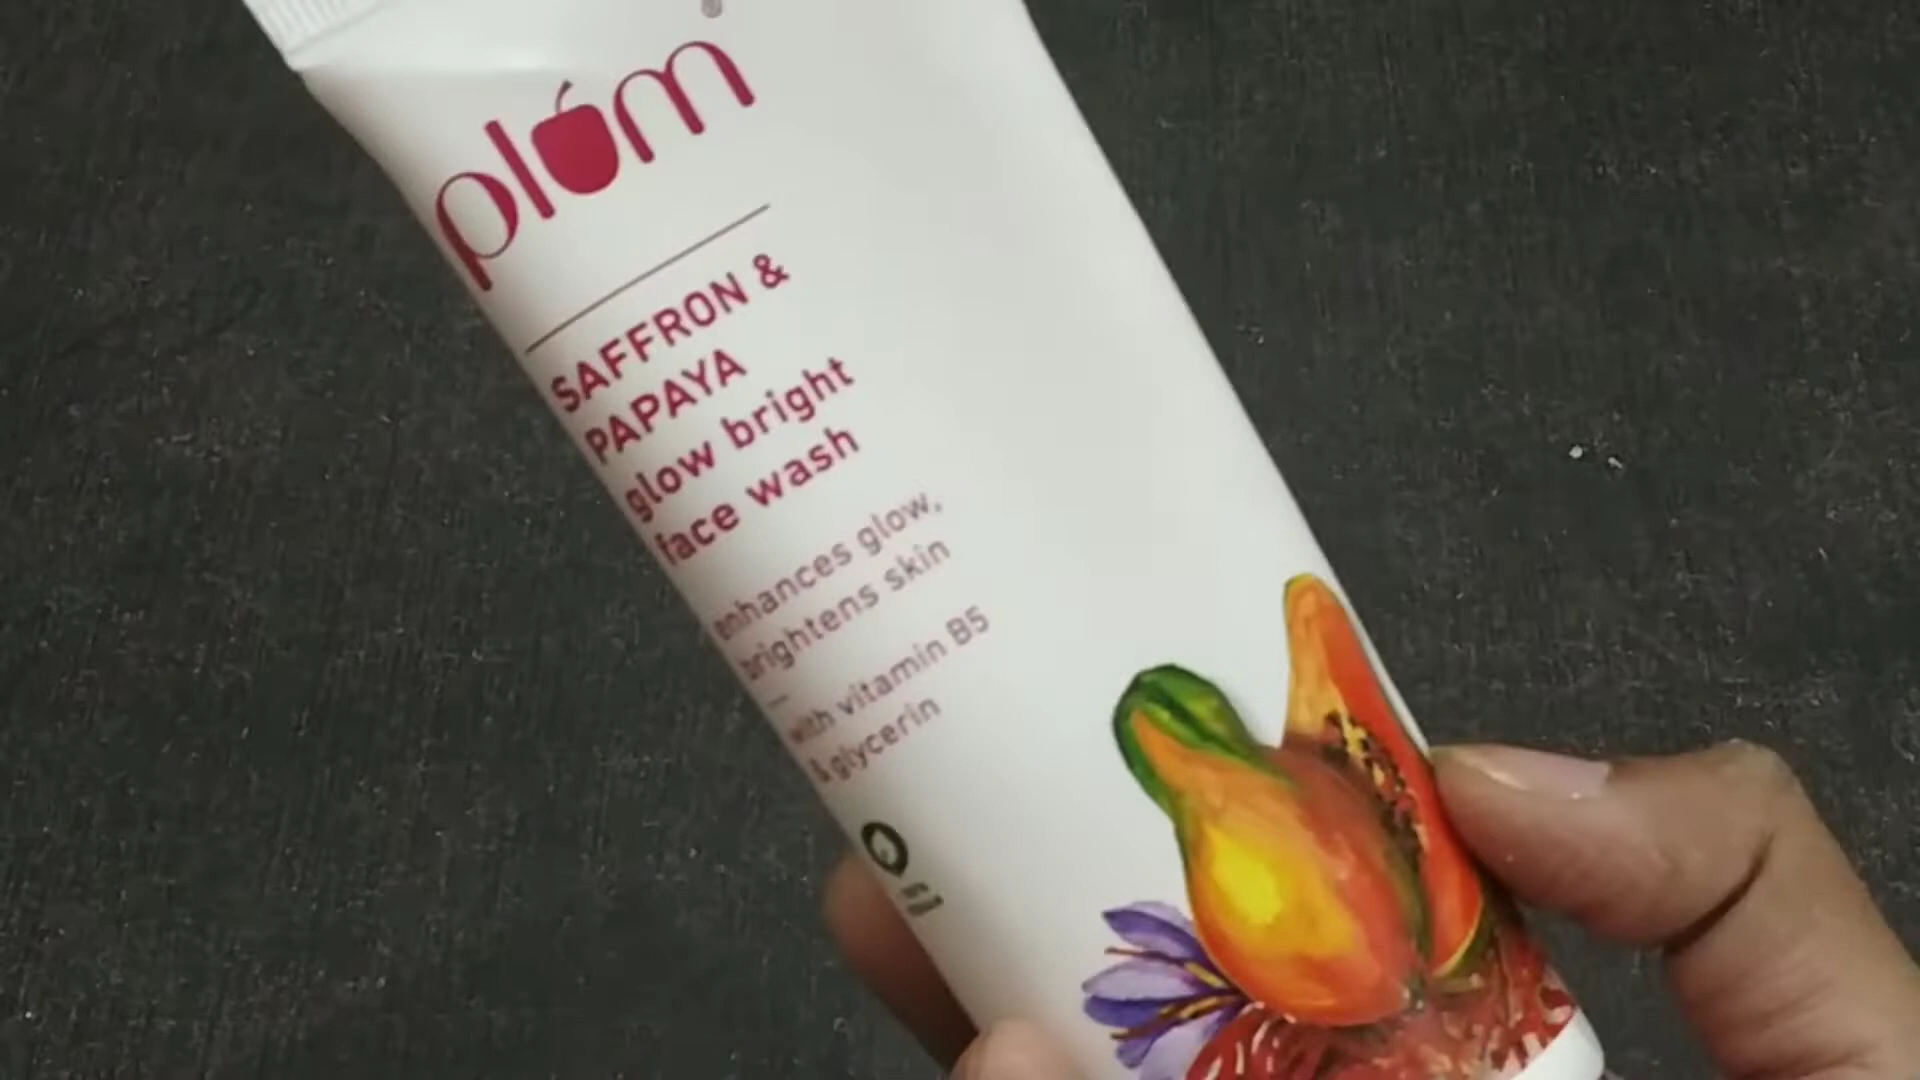 plum
SAFFRON &
PAPAYA
glow bright
face wash
enhances glow,
brightens skin
with vitamin B5
& glycerin